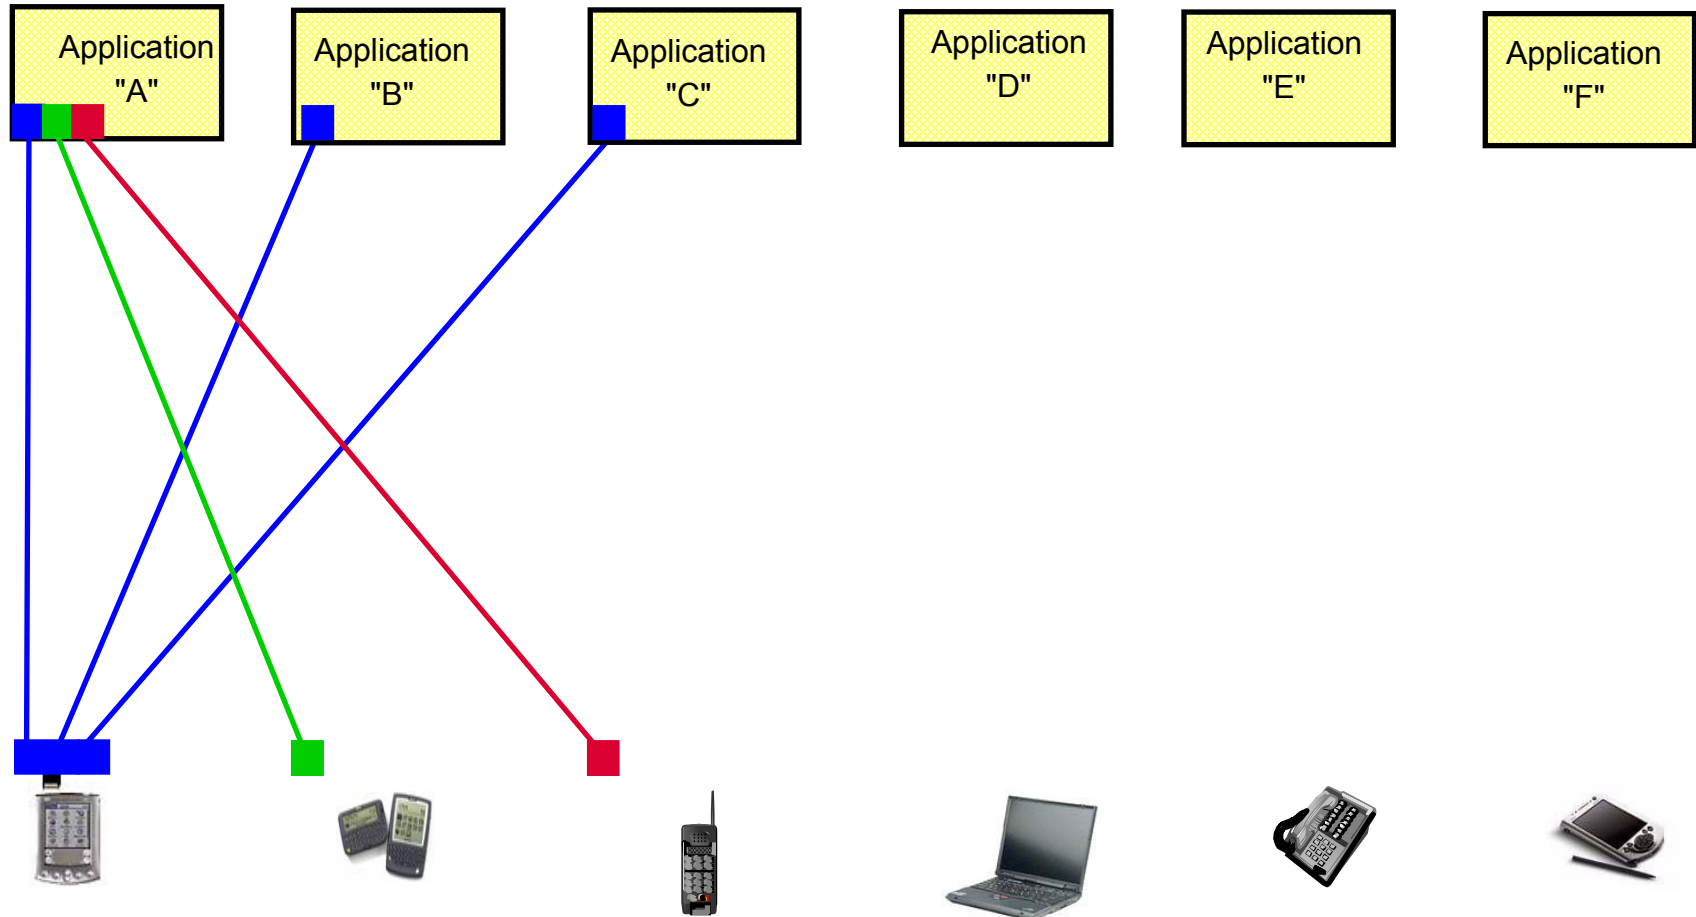 Application
"A"
Application
"B"
Application
"C"
Application
"D"
Application
"E"
Application
"F"